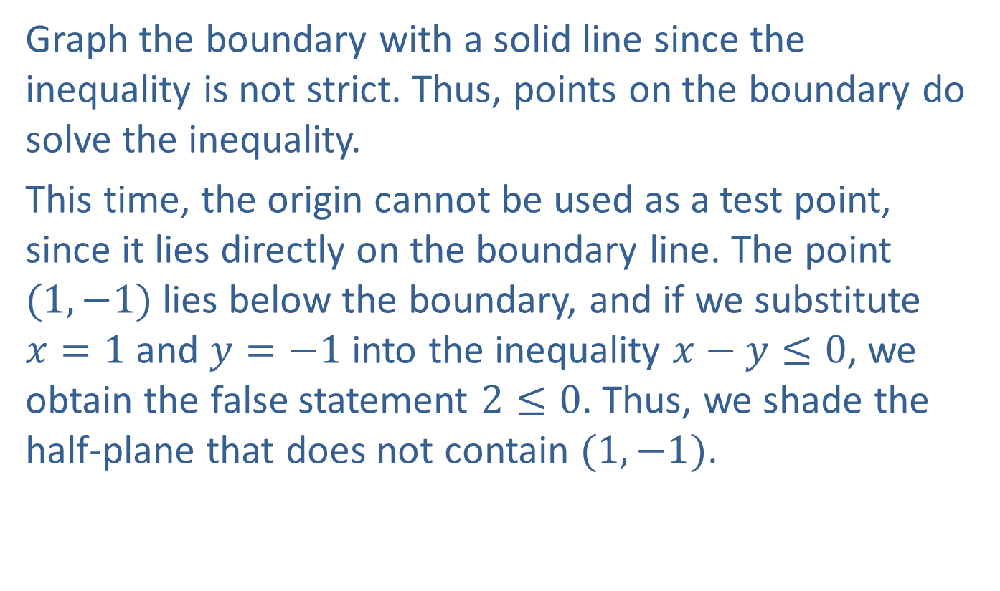 Graph the boundary with a solid line since the
inequality is not strict. Thus, points on the boundary do
solve the inequality.
This time, the origin cannot be used as a test point,
since it lies directly on the boundary line. The point
(1, −1) lies below the boundary, and if we substitute
x = 1 and y = −1 into the inequality x − y ≤ 0, we
obtain the false statement 2 ≤ 0. Thus, we shade the
half-plane that does not contain (1, −1).